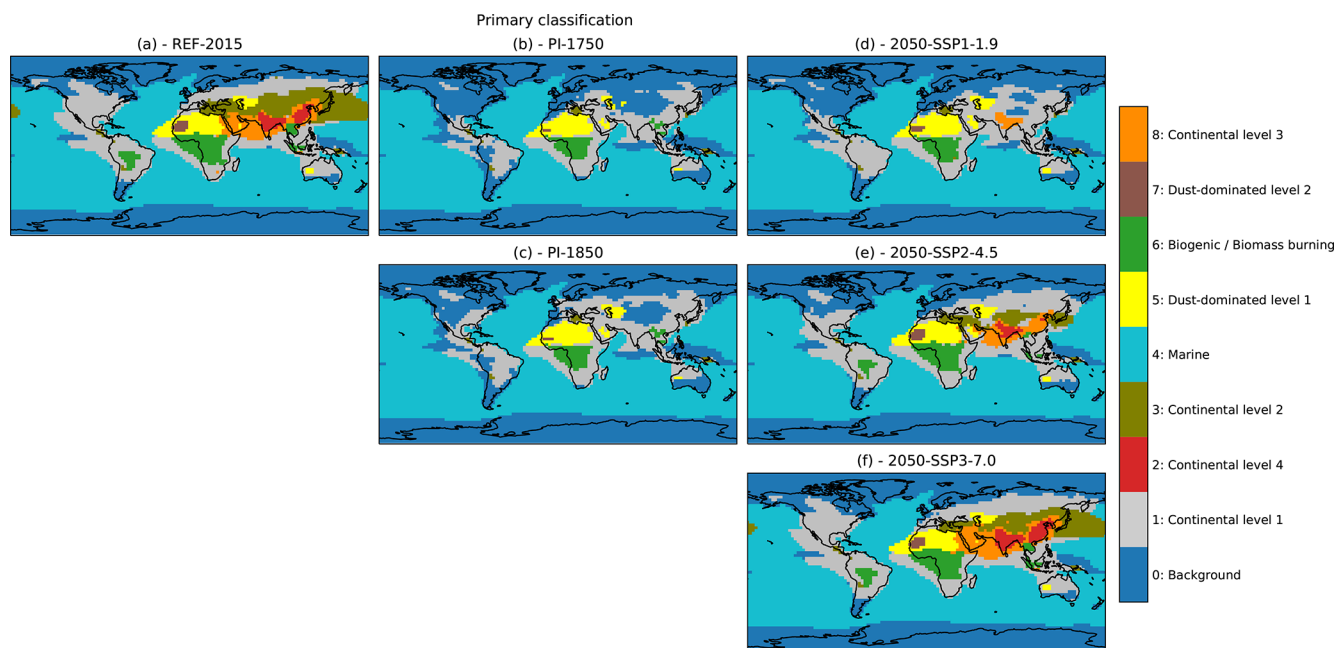 Primary classification
(a) - REF-2015
(b) - PI-1750
(d) - 2050-SSP1-1.9
(c) - PI-1850
(e) - 2050-SSP2-4.5
(f) - 2050-SSP3-7.0
8: Continental level 3
7: Dust-dominated level 2
6: Biogenic / Biomass burning
5: Dust-dominated level 1
4: Marine
3: Continental level 2
2: Continental level 4
1: Continental level 1
0: Background